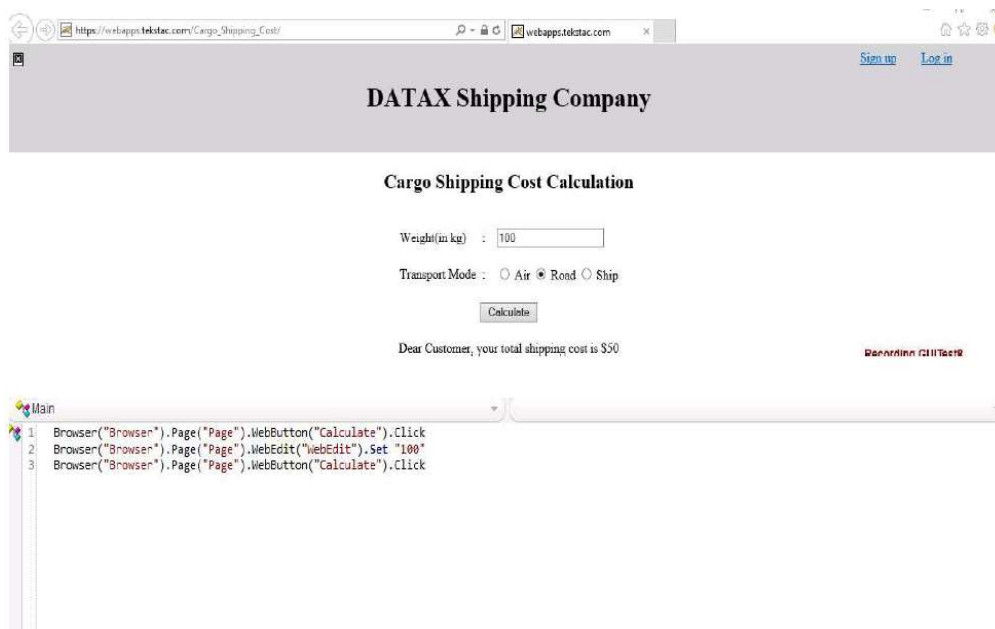 https://webapps.tekstac.com/Cargo_Shipping_Cost/
webapps.tekstac.com
Sign up Log in
DATAX Shipping Company
Cargo Shipping Cost Calculation
Weight(in kg) : 100
Transport Mode : Air Road Ship
Calculate
Dear Customer, your total shipping cost is $50
Recording GUITest8
Main
1 Browser("Browser").Page("Page").WebButton("Calculate").Click
2 Browser("Browser").Page("Page").WebEdit("WebEdit").Set "100"
3 Browser("Browser").Page("Page").WebButton("Calculate").Click